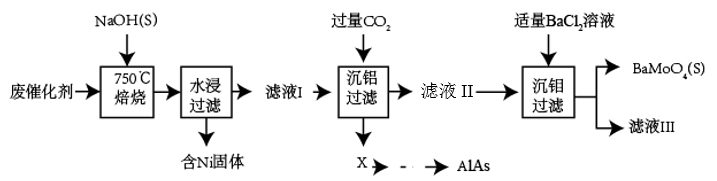 NaOH(S)
过量CO₂
适量BaCl₂溶液
废催化剂
750℃
焙烧
水浸
过滤
滤液I
沉铝
过滤
滤液 II
沉钼
过滤
BaMoO₄(S)
滤液III
含Ni固体
X
AlAs